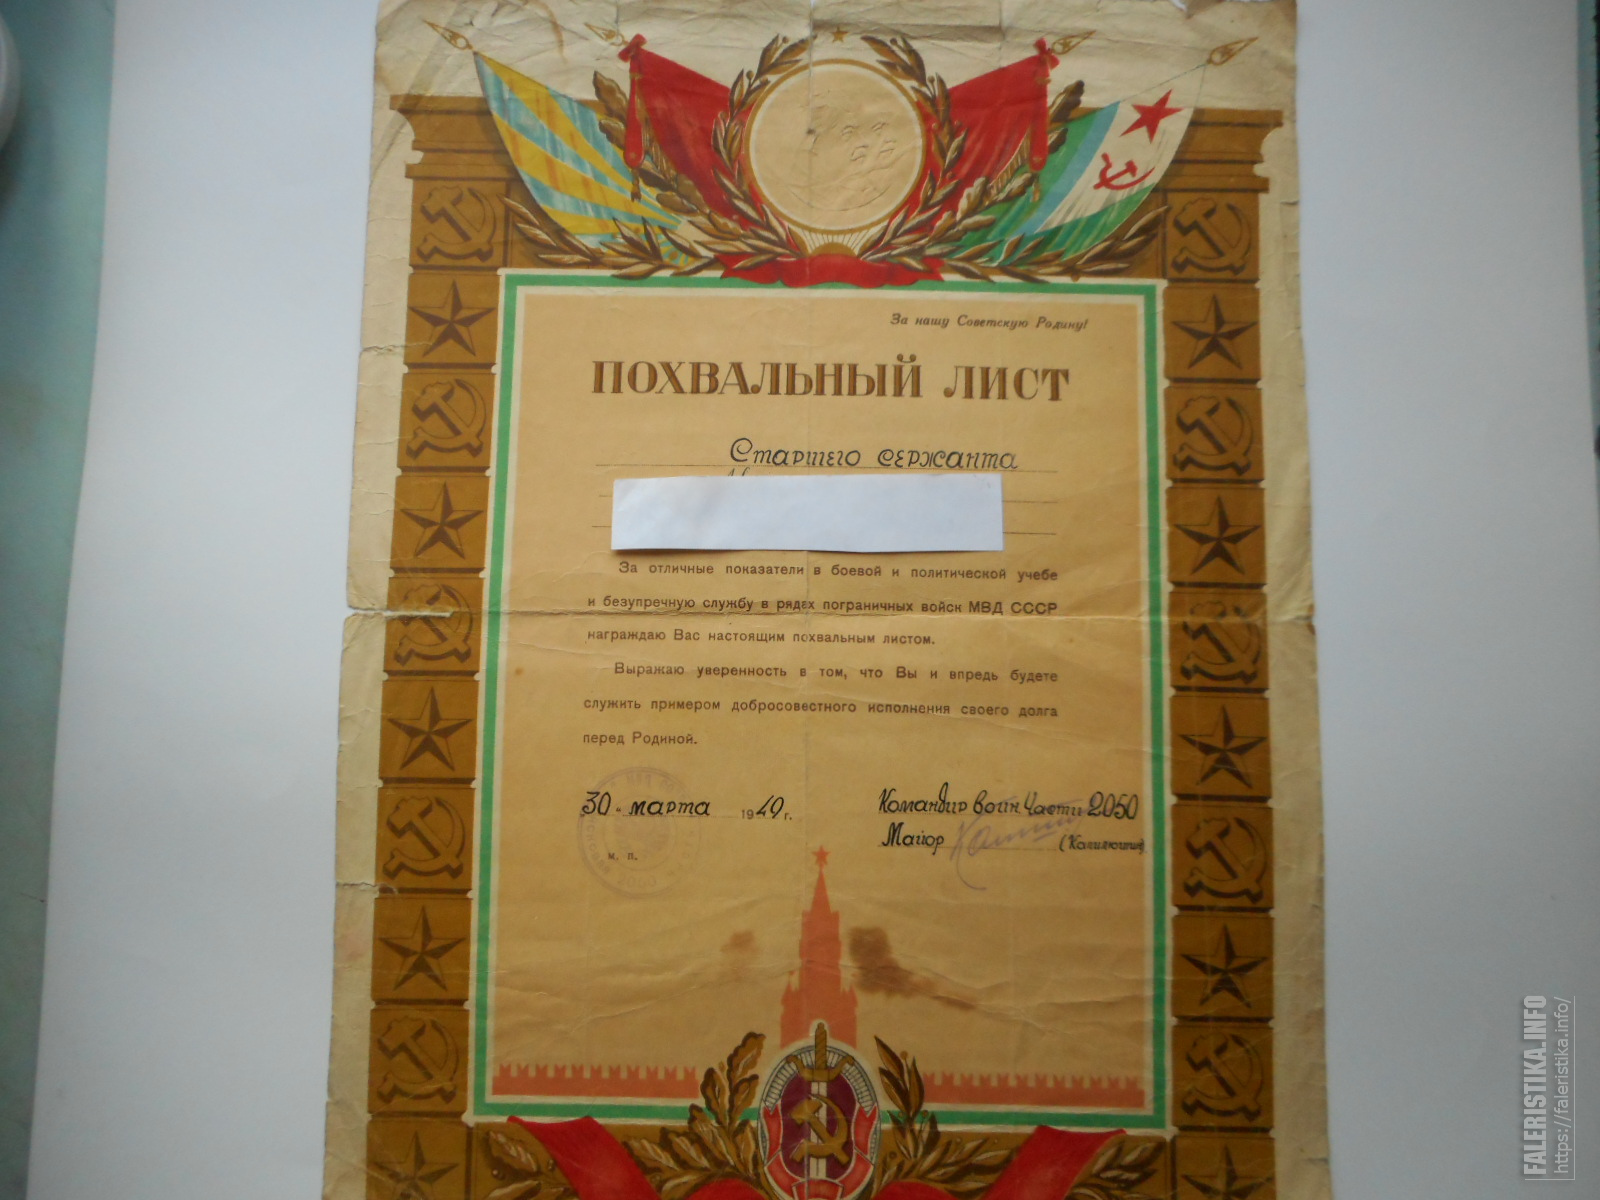 За нашу Советскую Родину!
ПОХВАЛЬНЫЙ ЛИСТ
Старшего сержанта
За отличные показатели в боевой и политической учебе
и безупречную службу в рядах пограничных войск МВД СССР
награждаю Вас настоящим похвальным листом.
Выражаю уверенность в том, что Вы и впредь будете
служить примером добросовестного исполнения своего долга
перед Родиной.
"30" марта 1949 г.
м. п.
Командир Воин Части 2050
Майор
FALERISTIKA.INFO
https://faleristika.info/